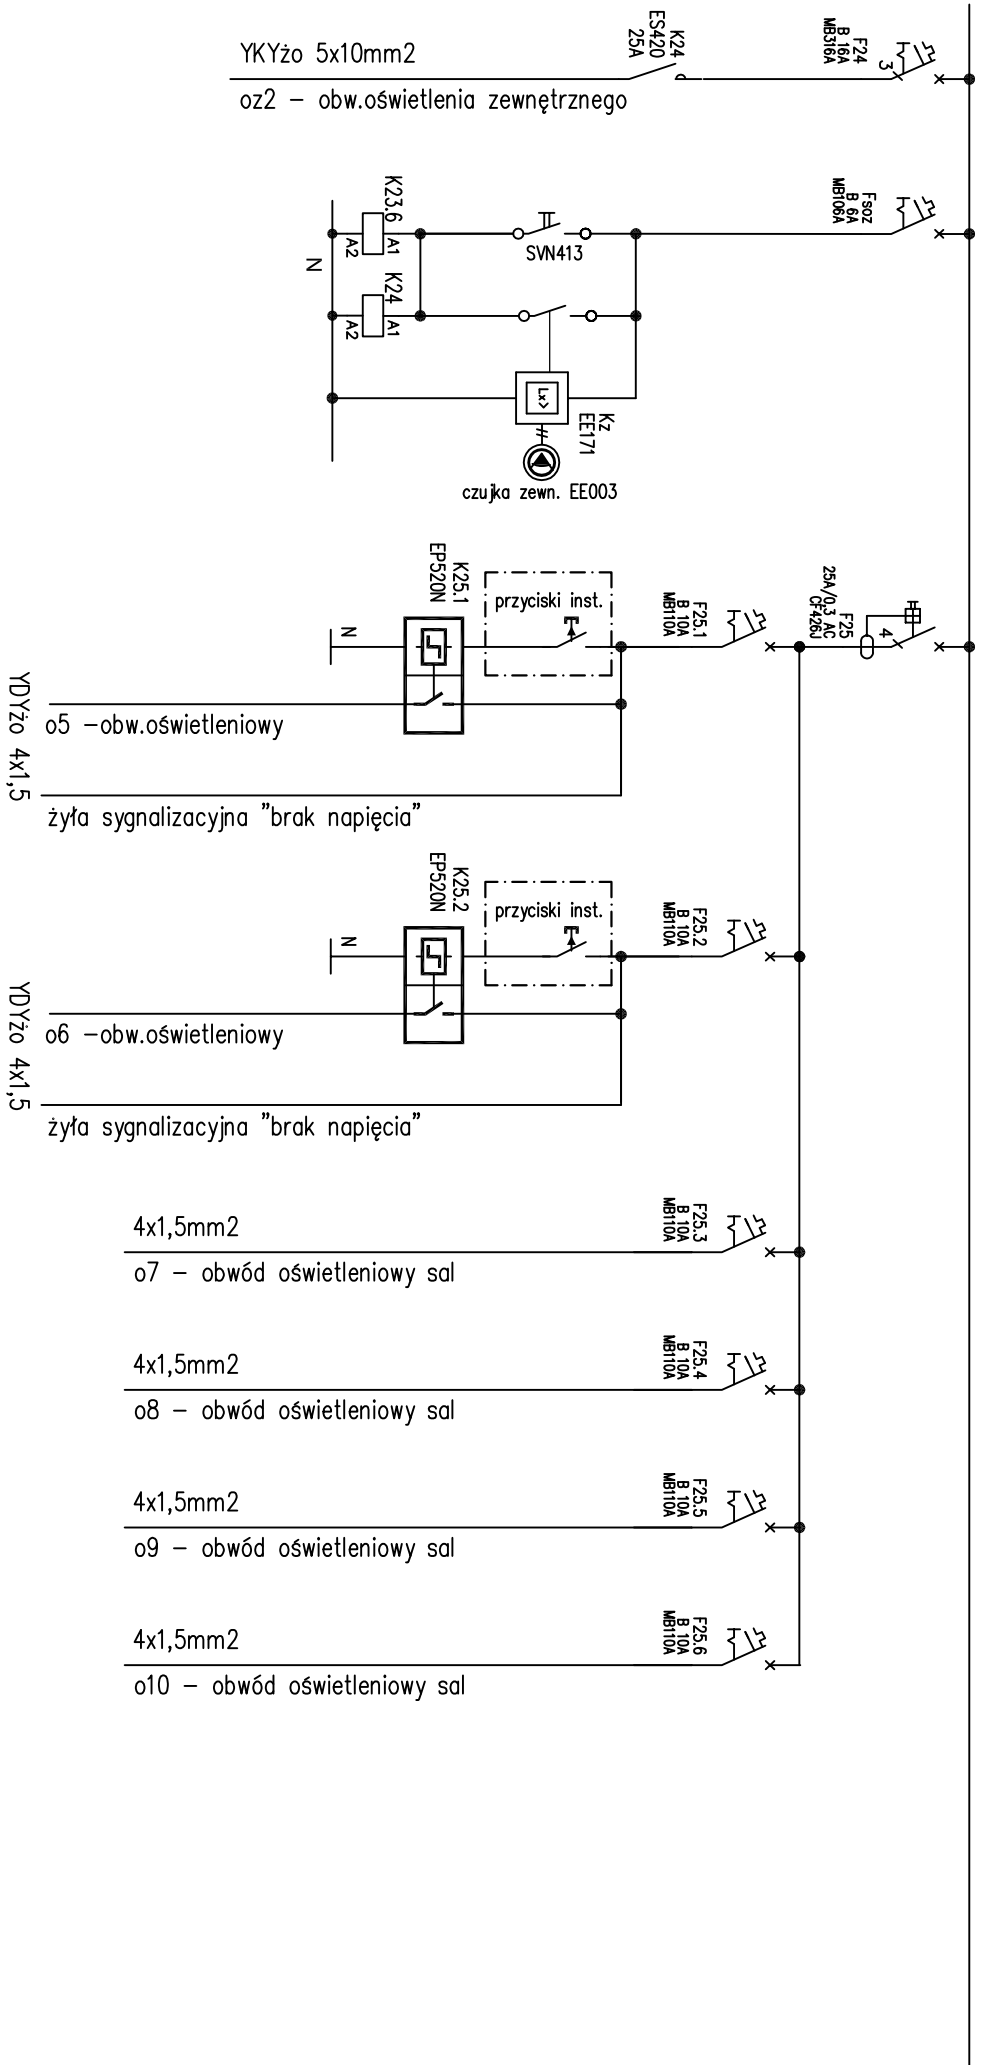 YKYżo 5x10mm2
oz2 – obw.oświetlenia zewnętrznego
K24
ES420
25A
F24
B 16A
MB316A
3
Fsoz
B 6A
MB106A
K23.6
A1
A2
SVN413
N
K24
A1
A2
Lx>
Kz
EE171
czujka zewn. EE003
F25
25A/0,3 AC
CF426J
4
F25.1
B 10A
MB110A
przyciski inst.
K25.1
EP520N
N
o5 –obw.oświetleniowy
YDYżo 4x1,5
żyła sygnalizacyjna "brak napięcia"
F25.2
B 10A
MB110A
przyciski inst.
K25.2
EP520N
N
o6 –obw.oświetleniowy
YDYżo 4x1,5
żyła sygnalizacyjna "brak napięcia"
F25.3
B 10A
MB110A
4x1,5mm2
o7 – obwód oświetleniowy sal
F25.4
B 10A
MB110A
4x1,5mm2
o8 – obwód oświetleniowy sal
F25.5
B 10A
MB110A
4x1,5mm2
o9 – obwód oświetleniowy sal
F25.6
B 10A
MB110A
4x1,5mm2
o10 – obwód oświetleniowy sal